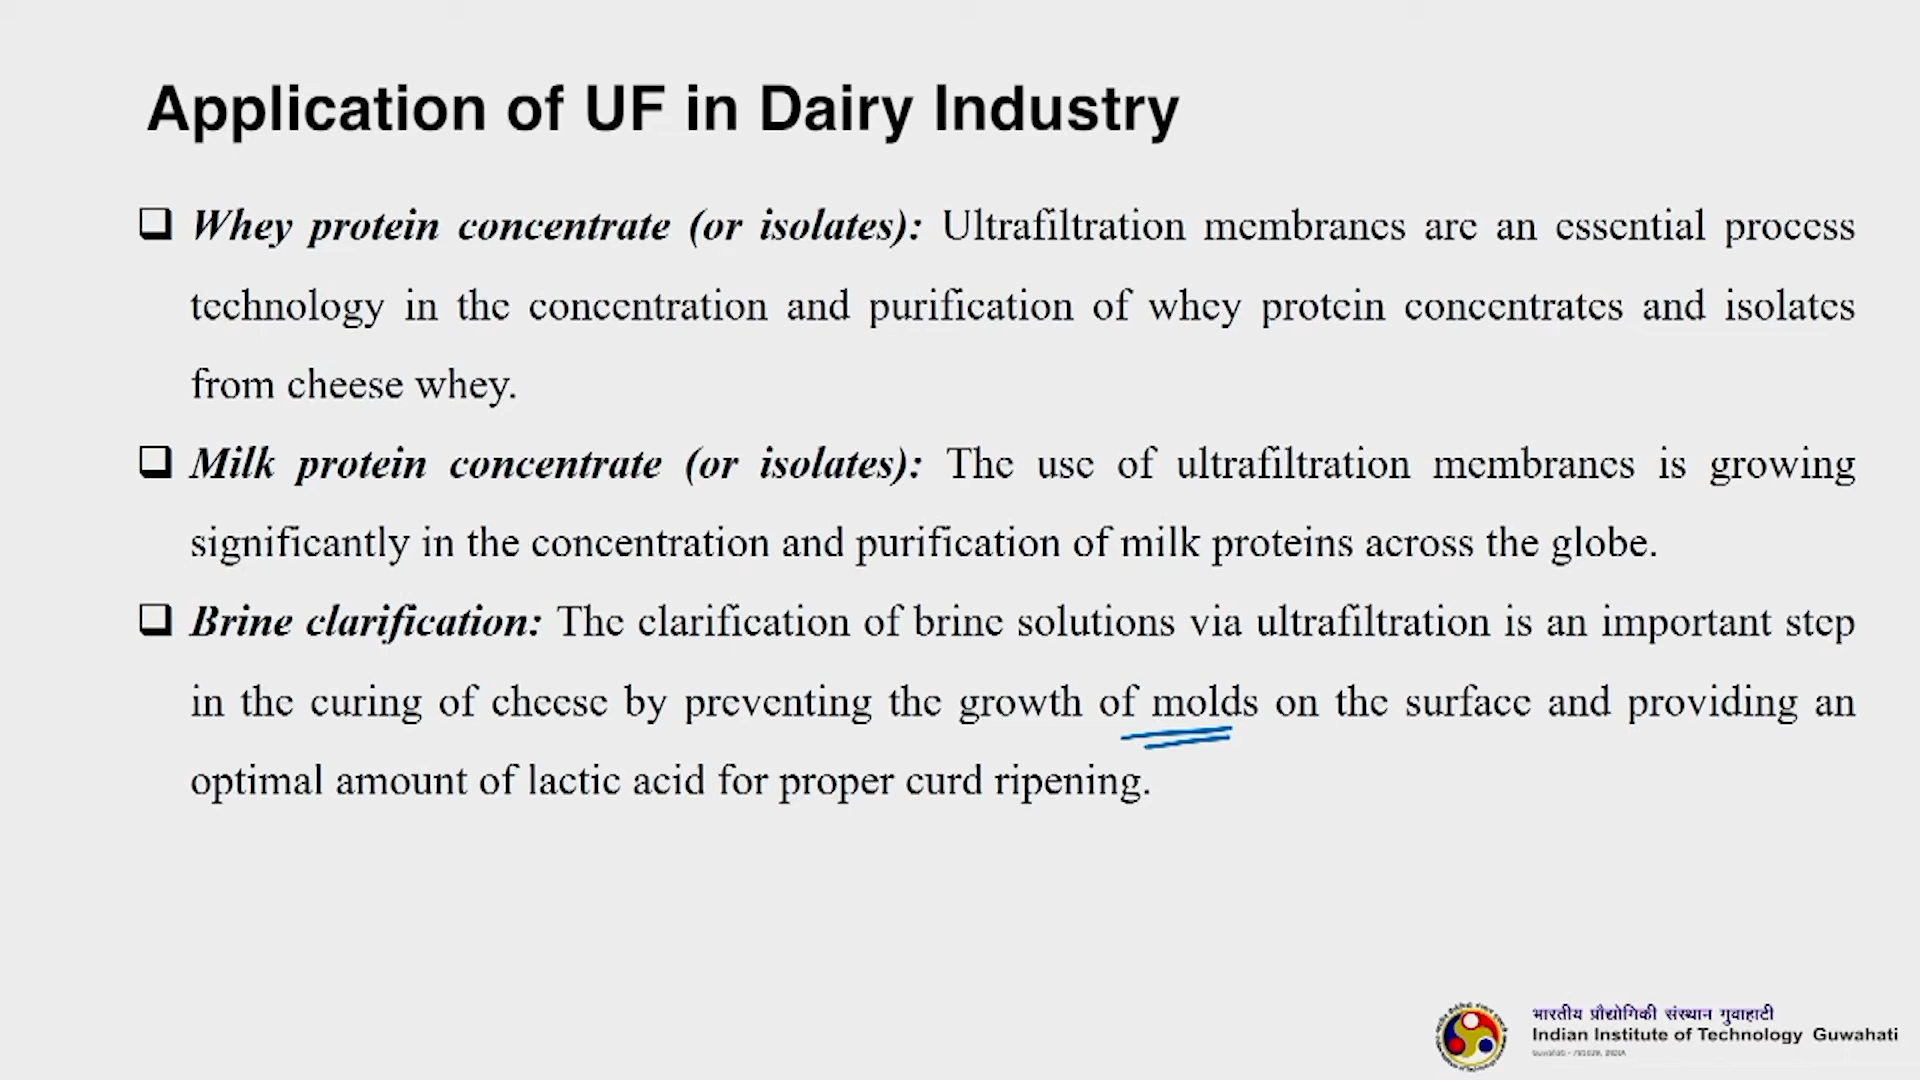 Application of UF in Dairy Industry
Whey protein concentrate (or isolates): Ultrafiltration membranes are an essential process
technology in the concentration and purification of whey protein concentrates and isolates
from cheese whey.
Milk protein concentrate (or isolates): The use of ultrafiltration membranes is growing
significantly in the concentration and purification of milk proteins across the globe.
Brine clarification: The clarification of brine solutions via ultrafiltration is an important step
in the curing of cheese by preventing the growth of molds on the surface and providing an
optimal amount of lactic acid for proper curd ripening.
भारतीय प्रौद्योगिकी संस्थान गुवाहाटी
Indian Institute of Technology Guwahati